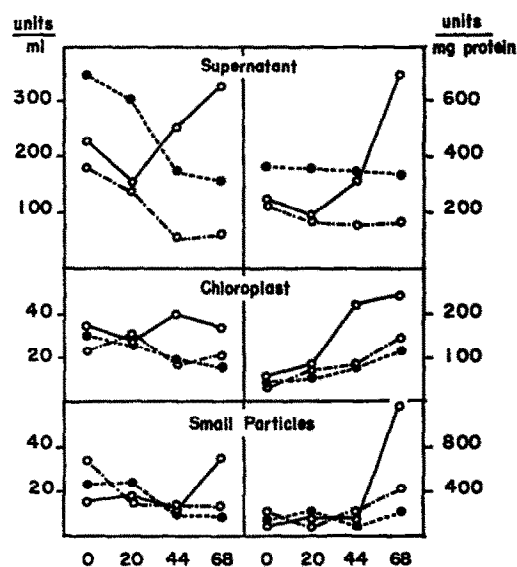 units units
ml mg protein
Supernatant
300 600
200 400
100 200
Chloroplast
40 200
20 100
Small Particles
40 800
20 400
0 20 44 68 0 20 44 68